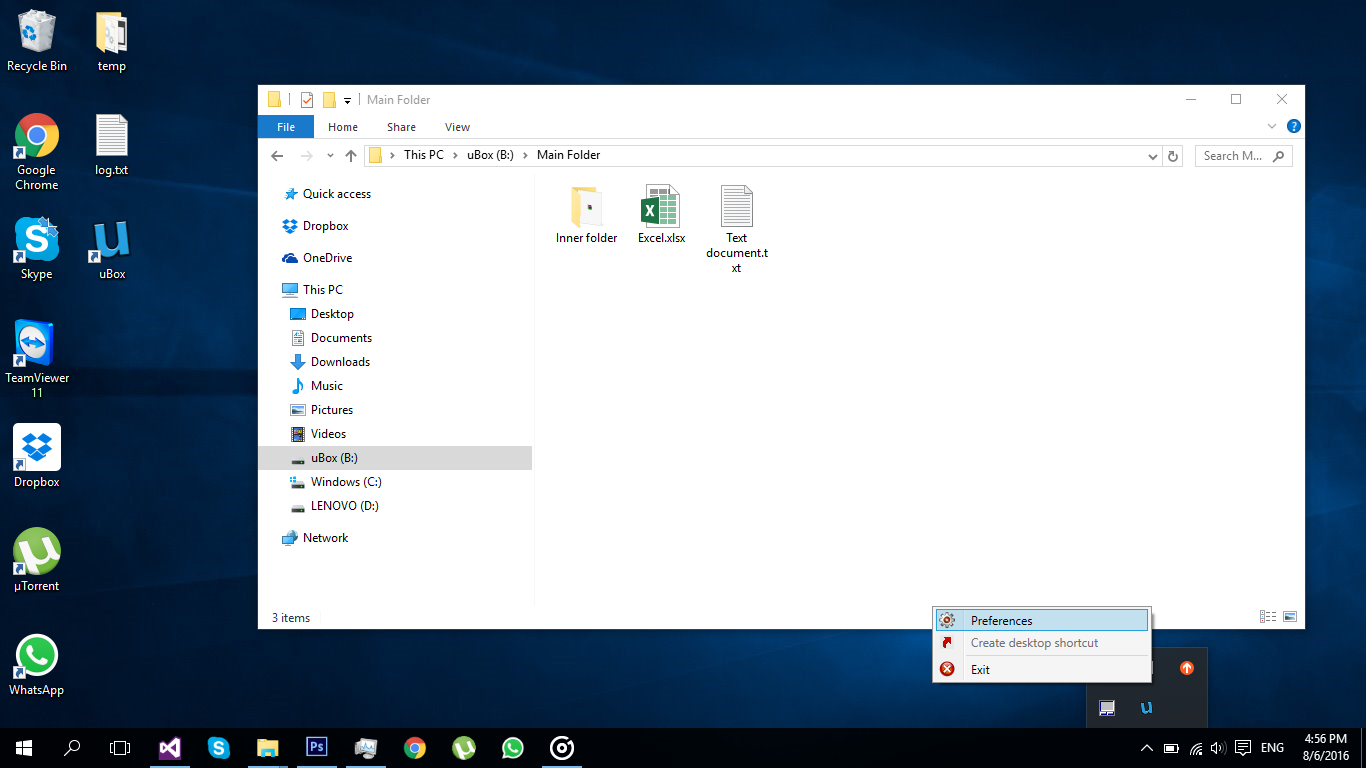 Recycle Bin
temp
Google
Chrome
log.txt
Skype
uBox
TeamViewer
11
Dropbox
µTorrent
WhatsApp
Main Folder
File Home Share View
This PC uBox (B:) Main Folder
Search M...
Quick access
Dropbox
OneDrive
This PC
Desktop
Documents
Downloads
Music
Pictures
Videos
uBox (B:)
Windows (C:)
LENOVO (D:)
Network
Inner folder
Excel.xlsx
Text
document.t
xt
3 items
Preferences
Create desktop shortcut
Exit
Ps
ENG
4:56 PM
8/6/2016